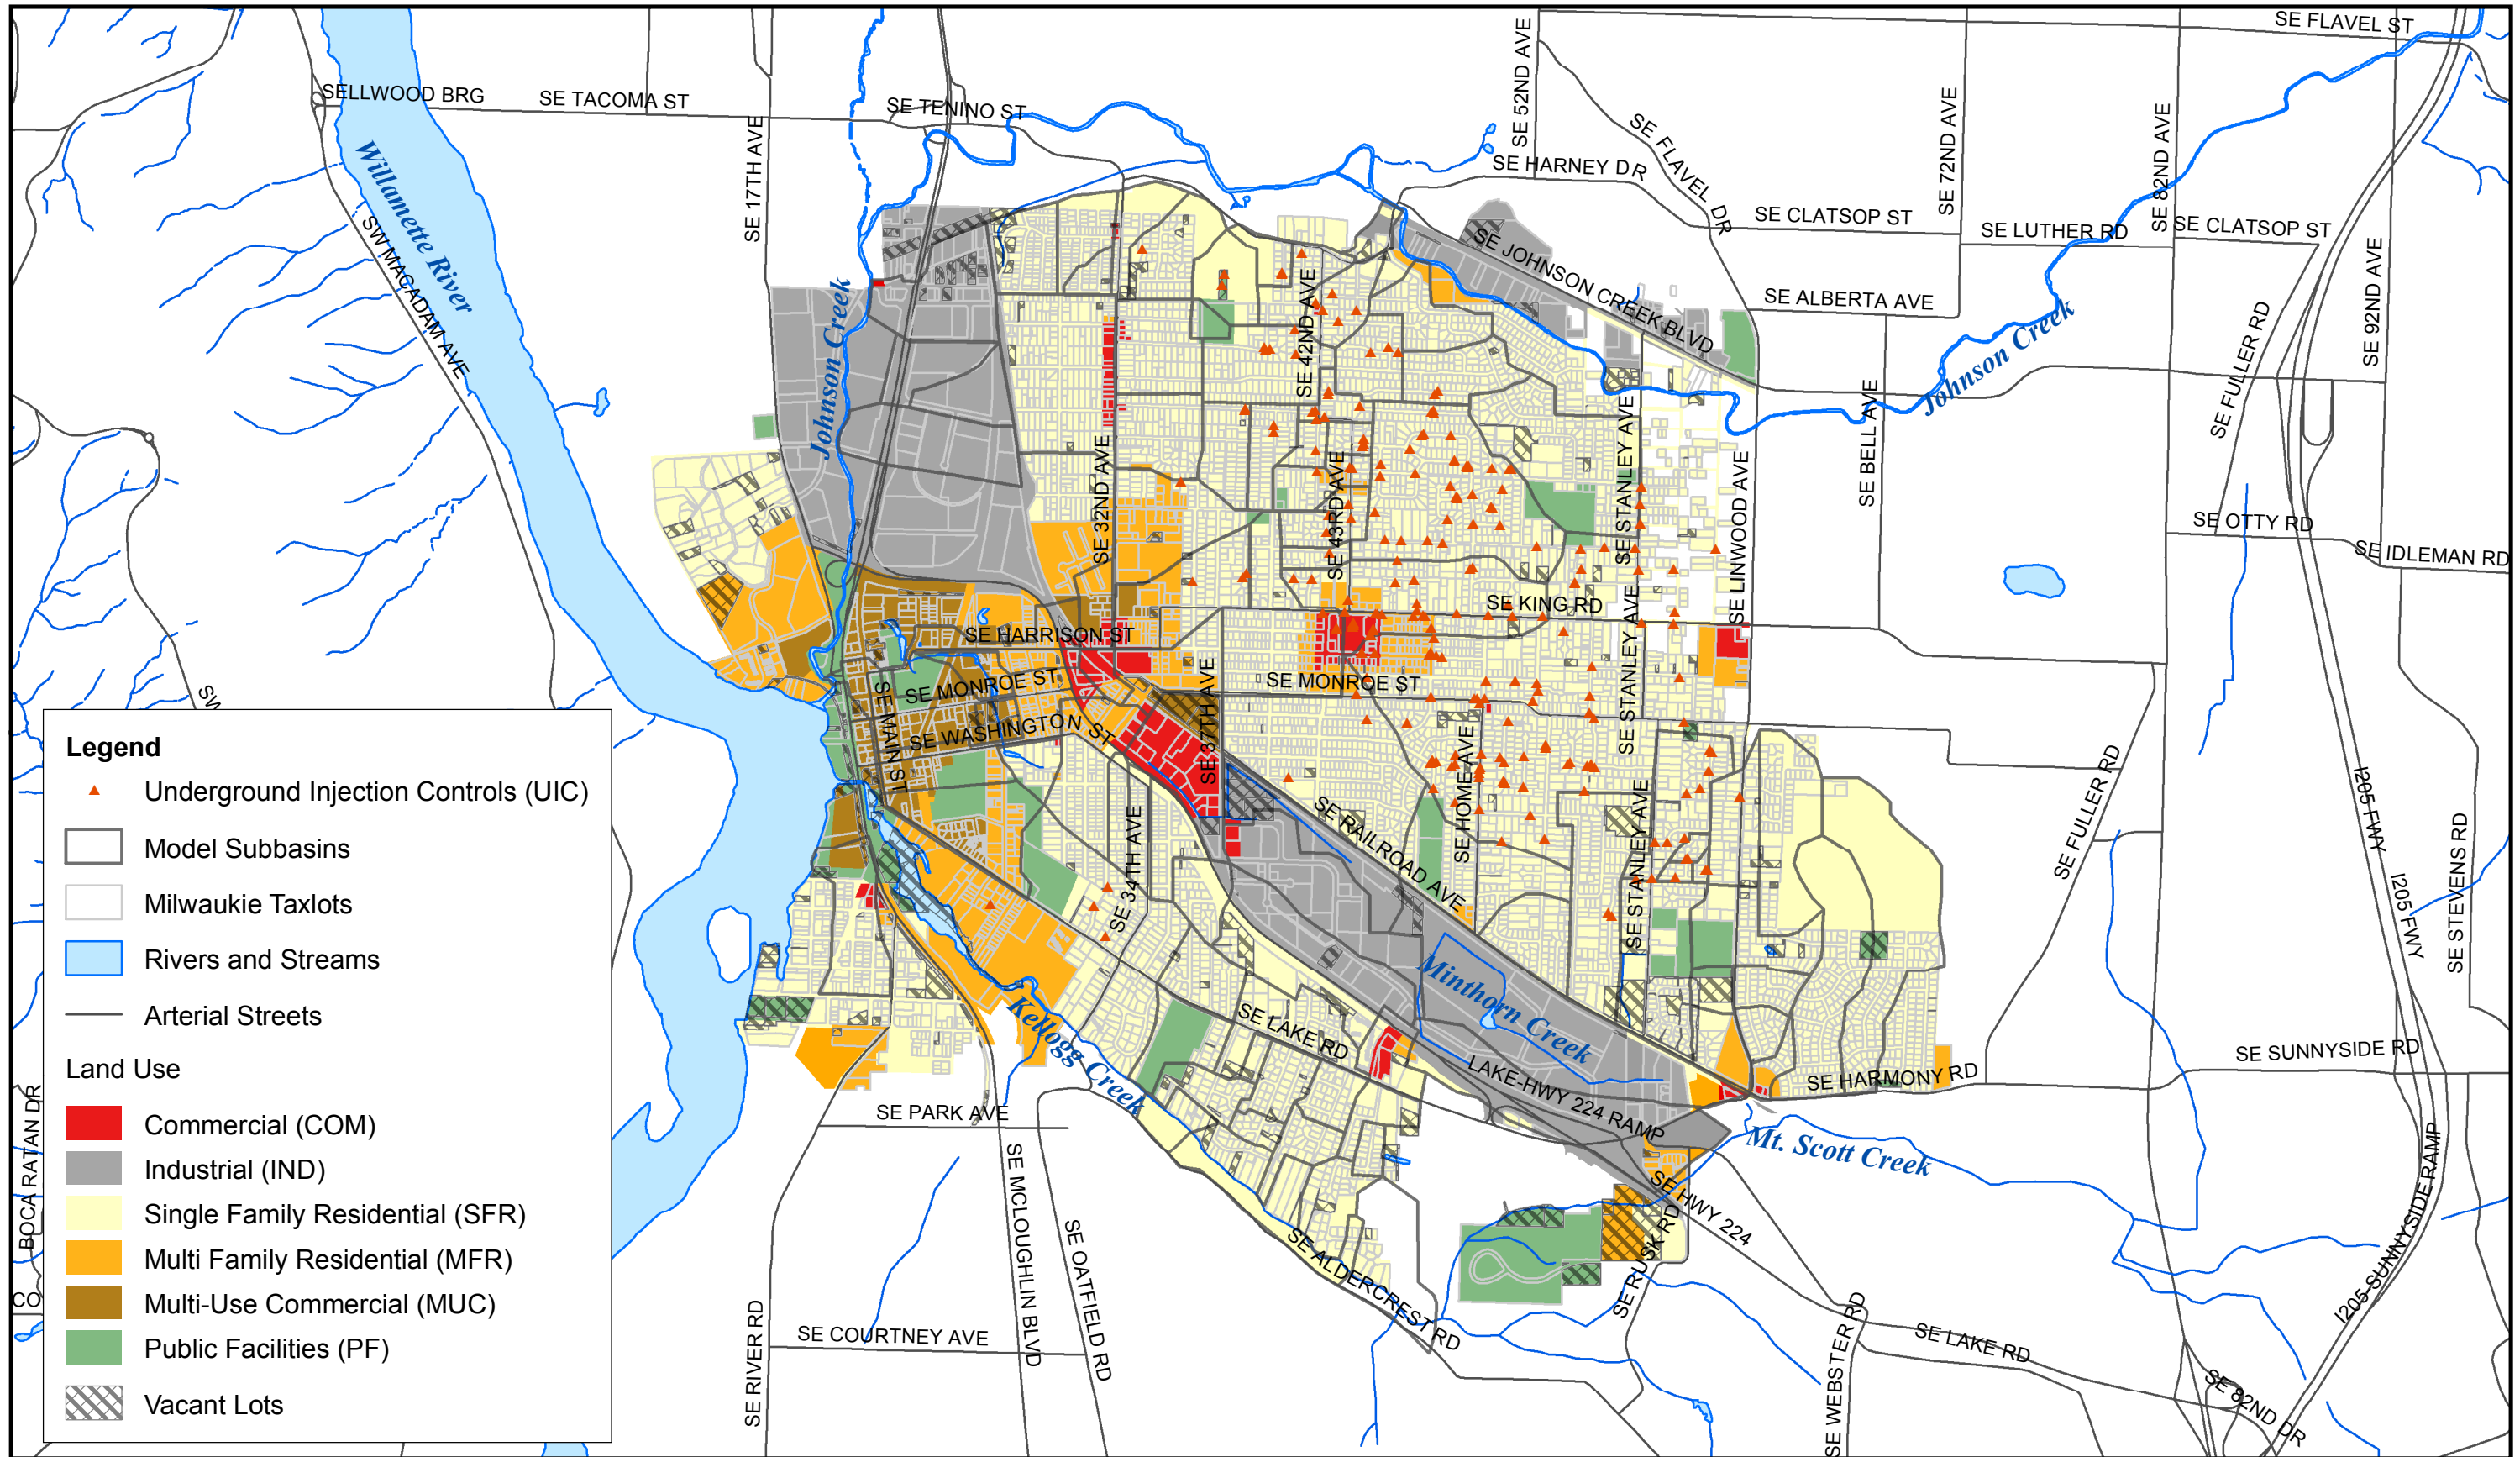 SE FLAVEL ST
SELLWOOD BRG
SE TACOMA ST
SE TENINO ST
SE 52ND AVE
SE FLAVEL DR
SE 72ND AVE
SE 82ND AVE
SE 17TH AVE
Willamette River
SE HARNEY DR
SE CLATSOP ST
SE LUTHER RD
SE CLATSOP ST
SW MACADAM AVE
SE JOHNSON CREEK BLVD
SE 92ND AVE
Johnson Creek
SE 42ND AVE
SE ALBERTA AVE
Johnson Creek
SE FULLER RD
SE BELL AVE
SE STANLEY AVE
SE 32ND AVE
SE 43RD AVE
SE LINWOOD AVE
SE OTTY RD
SE IDLEMAN RD
SE KING RD
SE HARRISON ST
SE STANLEY AVE
SE MONROE ST
SE MONROE ST
SE 37TH AVE
SW
SE MAIN ST
SE WASHINGTON ST
SE HOME AVE
SE FULLER RD
I205 FWY
SE STANLEY AVE
SE 34TH AVE
SE RAILROAD AVE
I205 FWY
SE STEVENS RD
Minthorn Creek
Kellogg Creek
SE LAKE RD
LAKE-HWY 224 RAMP
SE HARMONY RD
SE SUNNYSIDE RD
SE PARK AVE
Mt. Scott Creek
BOCA RATAN DR
SE MCLOUGHLIN BLVD
SE OATFIELD RD
SE HWY 224
SE RUSK RD
SE ALDERCREST RD
I205-SUNNYSIDE RAMP
CO
SE RIVER RD
SE COURTNEY AVE
SE WEBSTER RD
SE LAKE RD
SE 82ND DR
Legend
Underground Injection Controls (UIC)
Model Subbasins
Milwaukie Taxlots
Rivers and Streams
Arterial Streets
Land Use
Commercial (COM)
Industrial (IND)
Single Family Residential (SFR)
Multi Family Residential (MFR)
Multi-Use Commercial (MUC)
Public Facilities (PF)
Vacant Lots